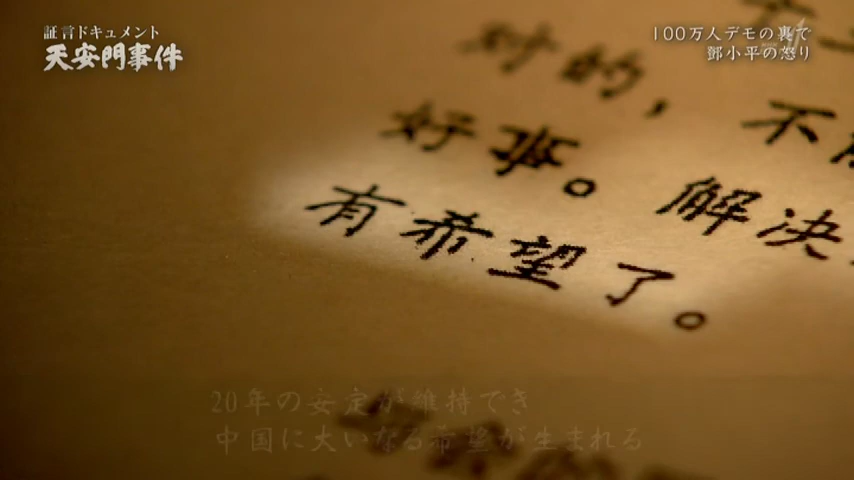 証言ドキュメント
天安門事件
100万人デモの裏で
鄧小平の怒り
对的，
好事。解决
有希望了。
20年の安定が維持でき
中国に大いなる希望が生まれる